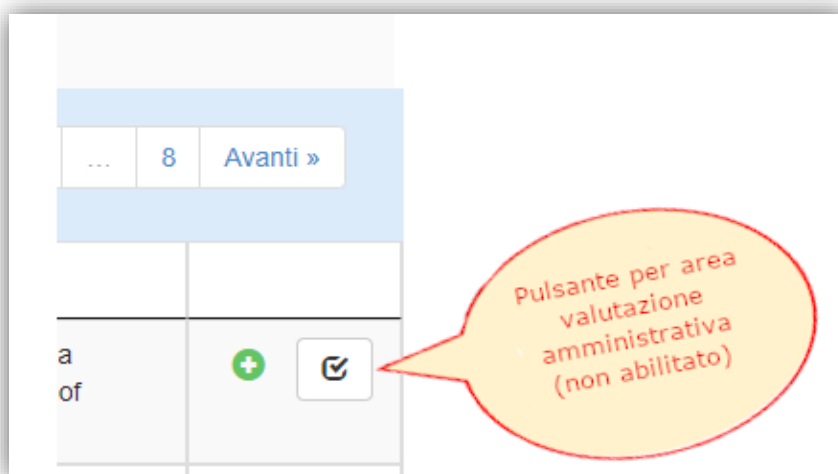 ... 8 Avanti »
Pulsante per area
valutazione
amministrativa
(non abilitato)
a
of